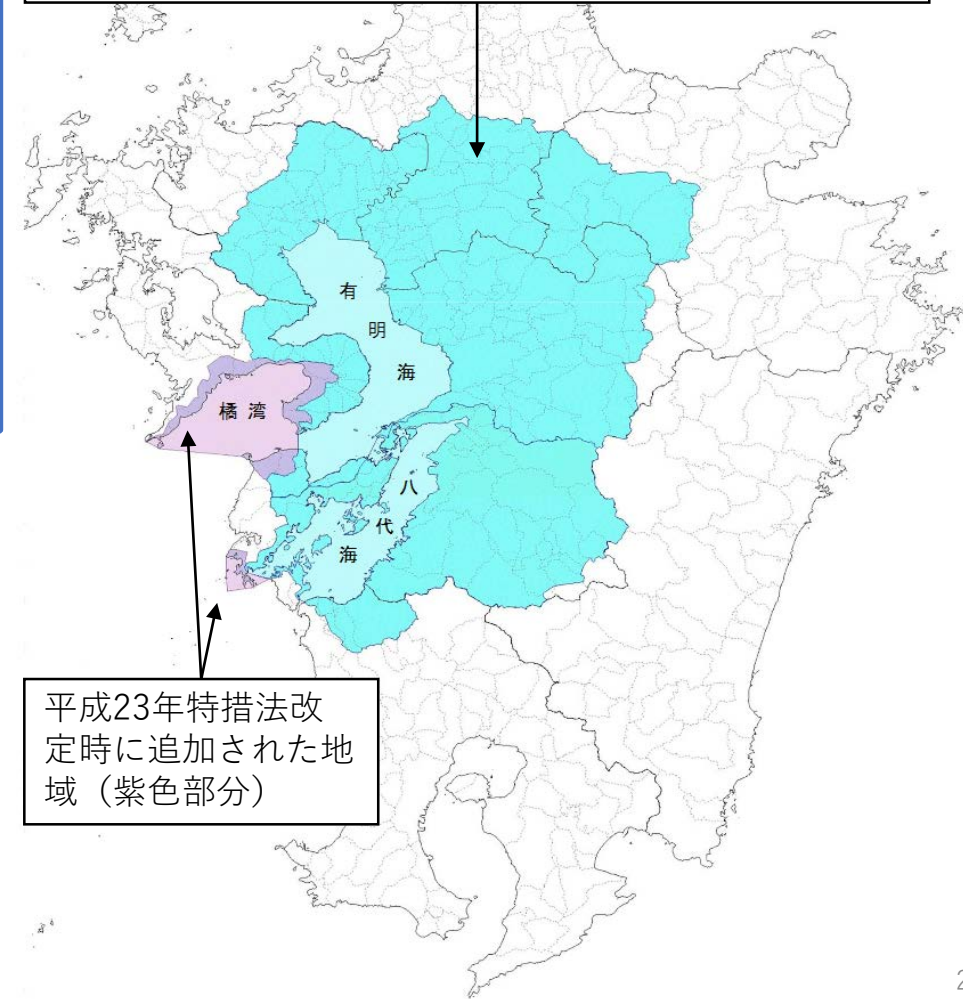 有
明
海
橘 湾
八
代
海
平成23年特措法改
定時に追加された地
域（紫色部分）
2